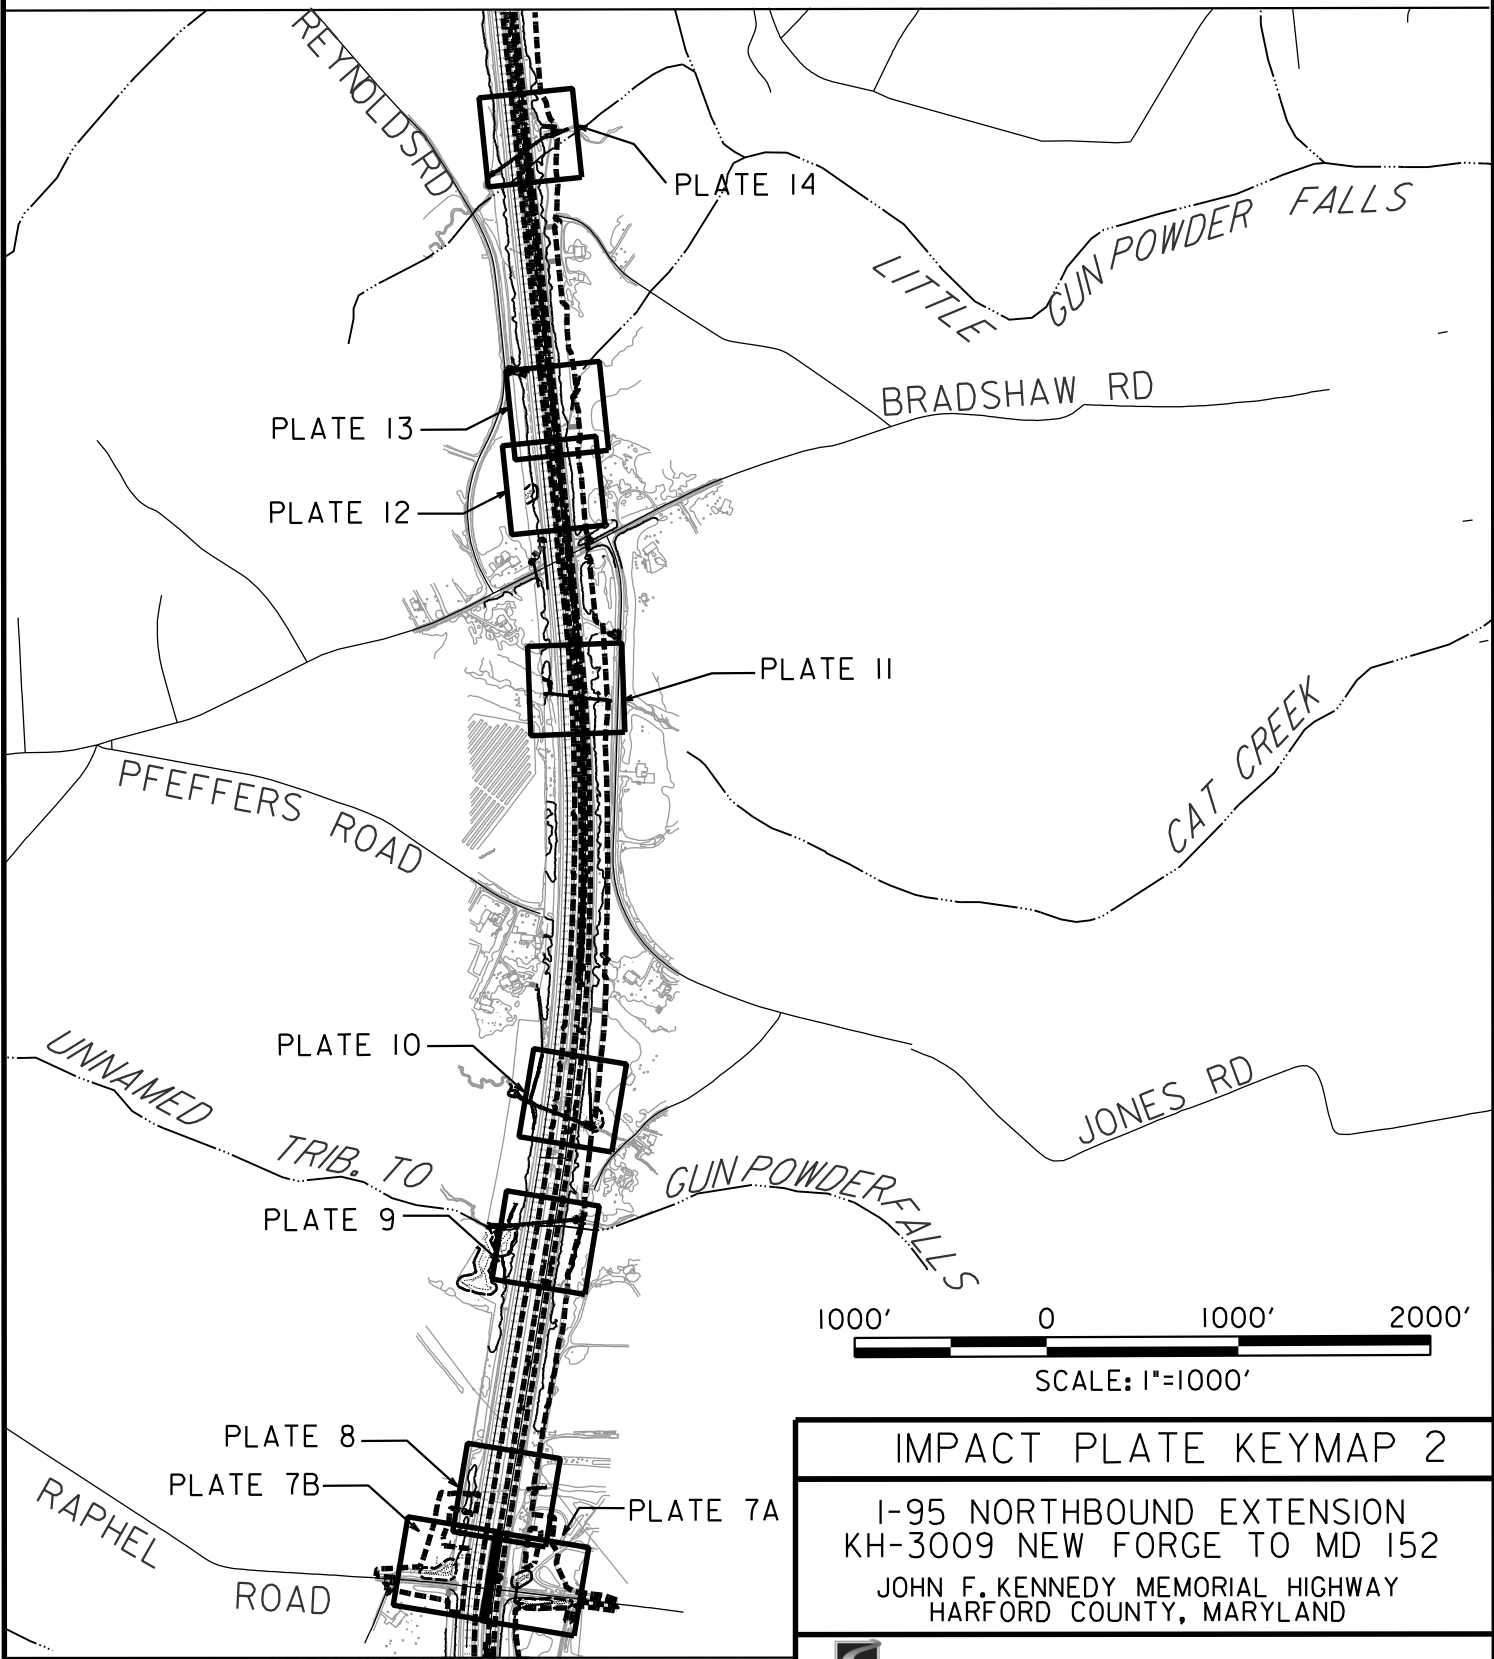 REYNOLDS RD
PLATE 14
LITTLE GUNPOWDER FALLS
BRADSHAW RD
PLATE 13
PLATE 12
PLATE 11
CAT CREEK
PFEFFERS ROAD
PLATE 10
UNNAMED TRIB. TO GUNPOWDER FALLS
JONES RD
PLATE 9
1000' 0 1000' 2000'
SCALE: 1"=1000'
PLATE 8
PLATE 7B
PLATE 7A
RAPHEL ROAD
IMPACT PLATE KEYMAP 2
I-95 NORTHBOUND EXTENSION
KH-3009 NEW FORGE TO MD 152
JOHN F. KENNEDY MEMORIAL HIGHWAY
HARFORD COUNTY, MARYLAND